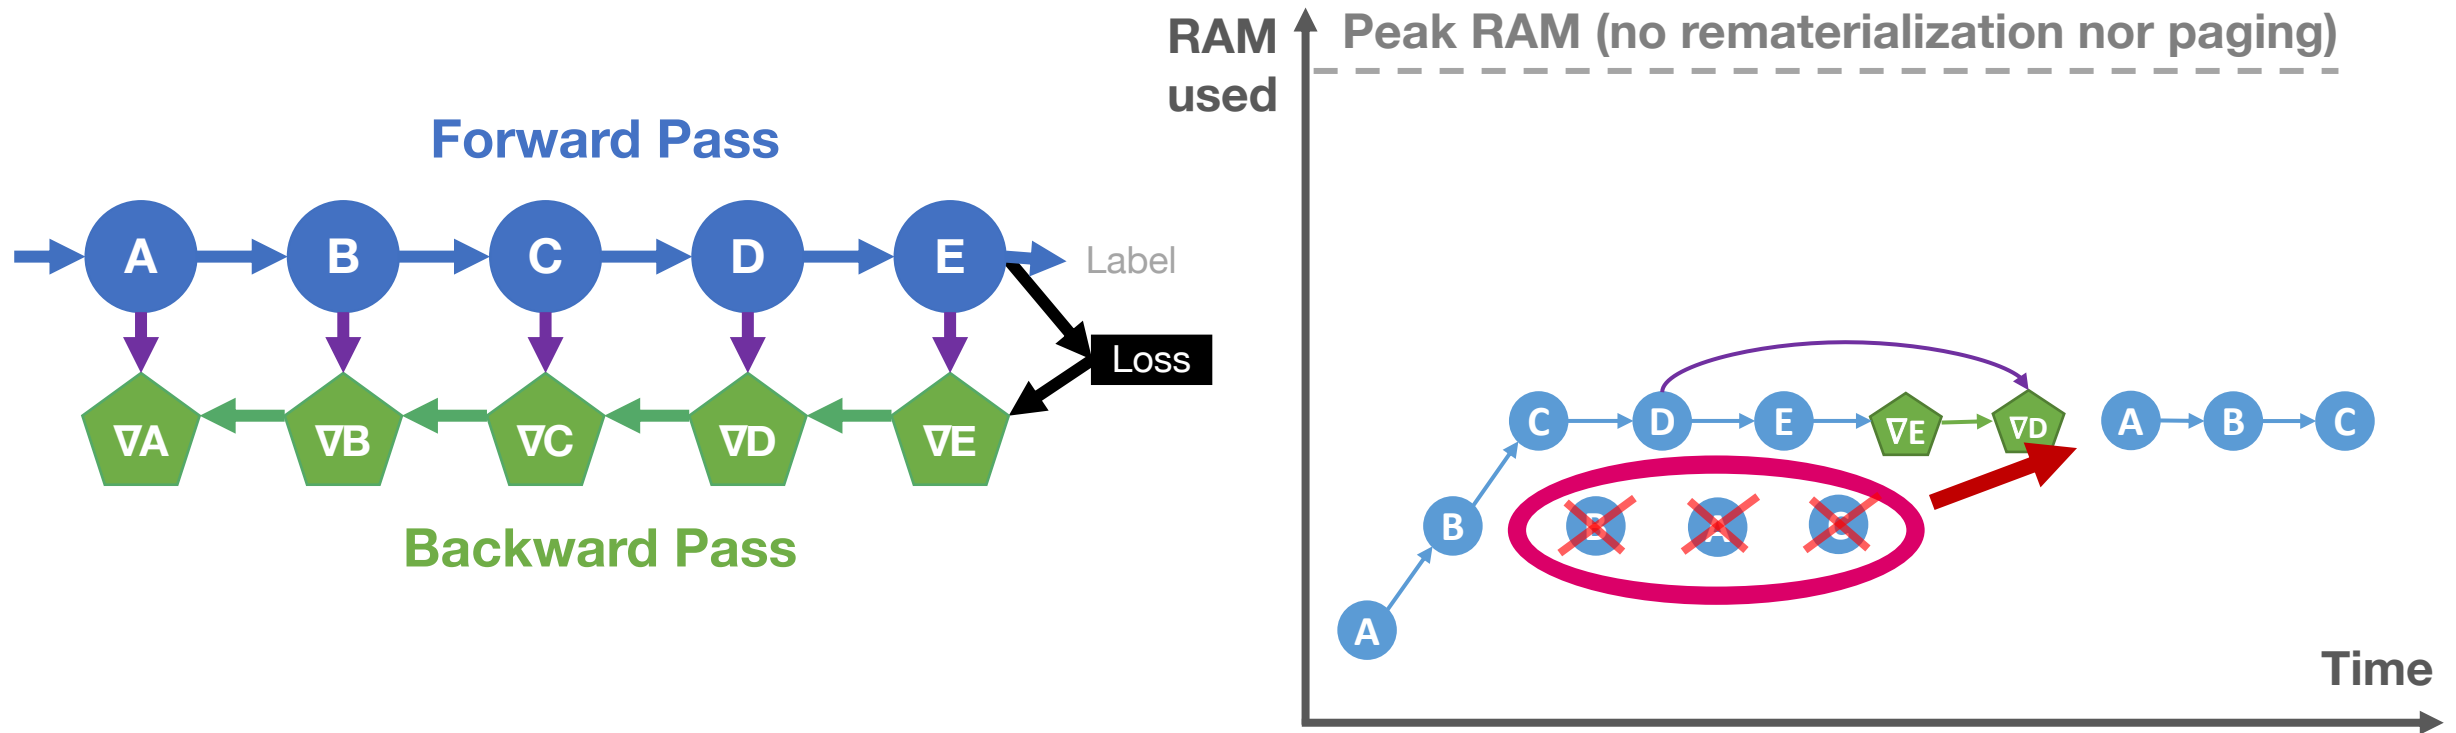 Forward Pass
A
B
C
D
E
Label
Loss
∇A
∇B
∇C
∇D
∇E
Backward Pass
RAM
used
Peak RAM (no rematerialization nor paging)
C
D
E
∇E
∇D
A
B
C
B
B
A
C
A
Time